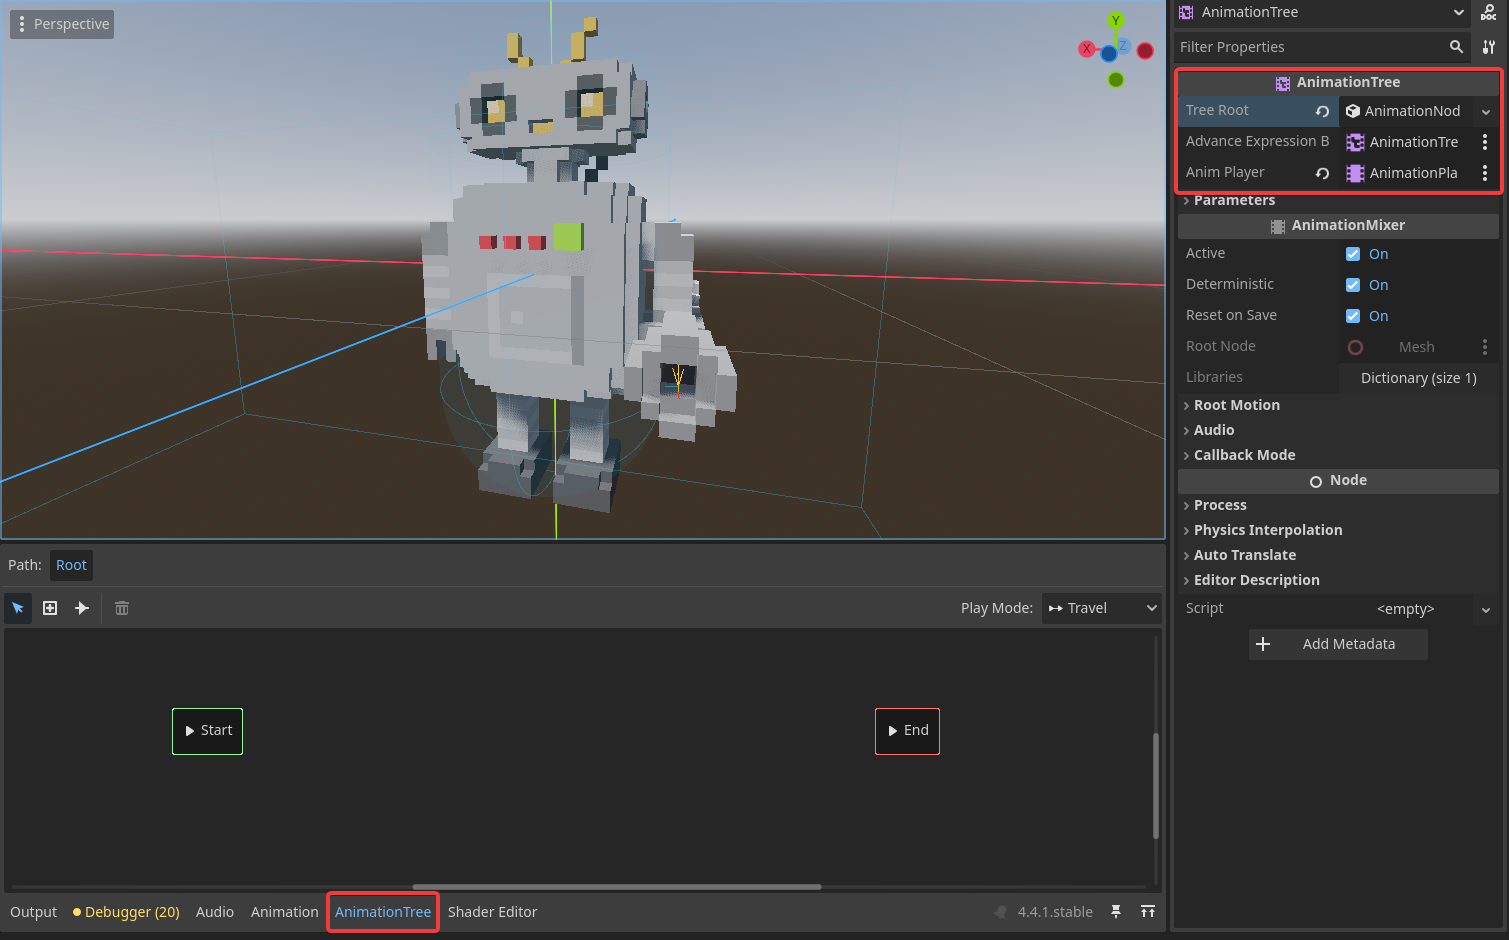 Perspective
Y
X
Z
Path: Root
Play Mode: Travel
Start
End
Output
Debugger (20)
Audio
Animation
AnimationTree
Shader Editor
4.4.1.stable
AnimationTree
DOC
Filter Properties
AnimationTree
Tree Root AnimationNod
Advance Expression B AnimationTre
Anim Player AnimationPla
Parameters
AnimationMixer
Active On
Deterministic On
Reset on Save On
Root Node Mesh
Libraries Dictionary (size 1)
Root Motion
Audio
Callback Mode
Node
Process
Physics Interpolation
Auto Translate
Editor Description
Script <empty>
Add Metadata